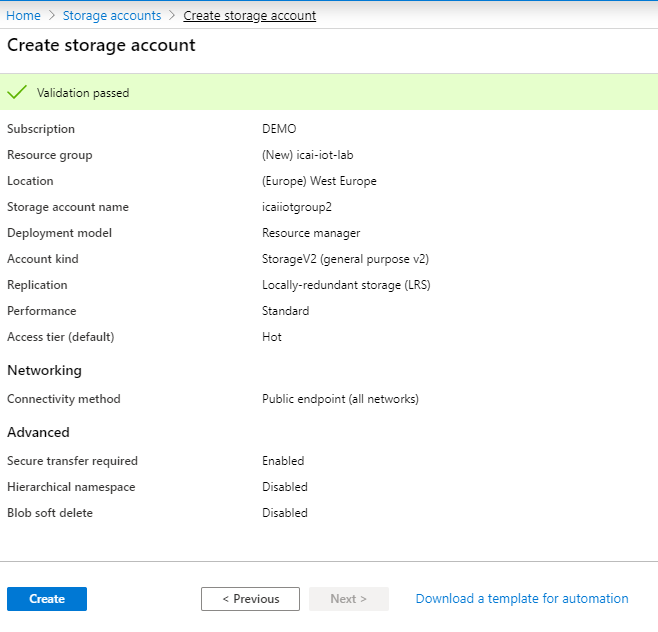 Home > Storage accounts > Create storage account
Create storage account
Validation passed
Subscription DEMO
Resource group (New) icai-iot-lab
Location (Europe) West Europe
Storage account name icaiiotgroup2
Deployment model Resource manager
Account kind StorageV2 (general purpose v2)
Replication Locally-redundant storage (LRS)
Performance Standard
Access tier (default) Hot
Networking
Connectivity method Public endpoint (all networks)
Advanced
Secure transfer required Enabled
Hierarchical namespace Disabled
Blob soft delete Disabled
Create < Previous Next > Download a template for automation